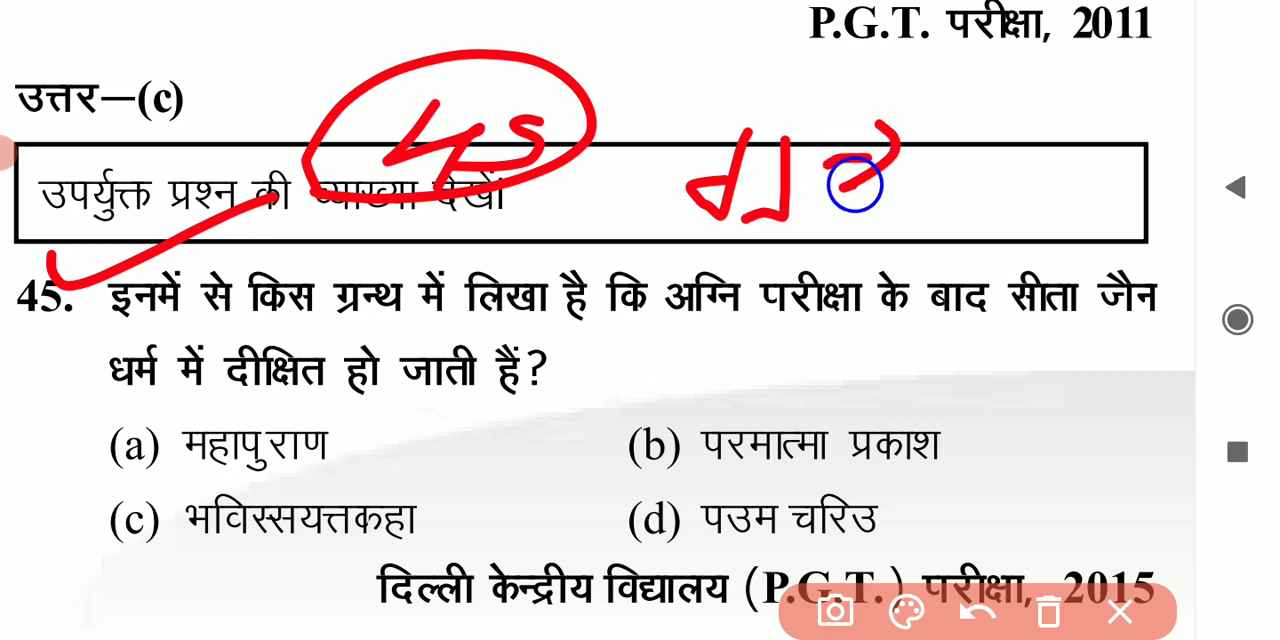 P.G.T. परीक्षा, 2011
उत्तर–(c)
45
उपर्युक्त प्रश्न की व्याख्या देखें।
45. इनमें से किस ग्रन्थ में लिखा है कि अग्नि परीक्षा के बाद सीता जैन
धर्म में दीक्षित हो जाती हैं?
(a) महापुराण (b) परमात्मा प्रकाश
(c) भविस्सयत्तकहा (d) पउम चरिउ
दिल्ली केन्द्रीय विद्यालय (P.G.T.) परीक्षा, 2015